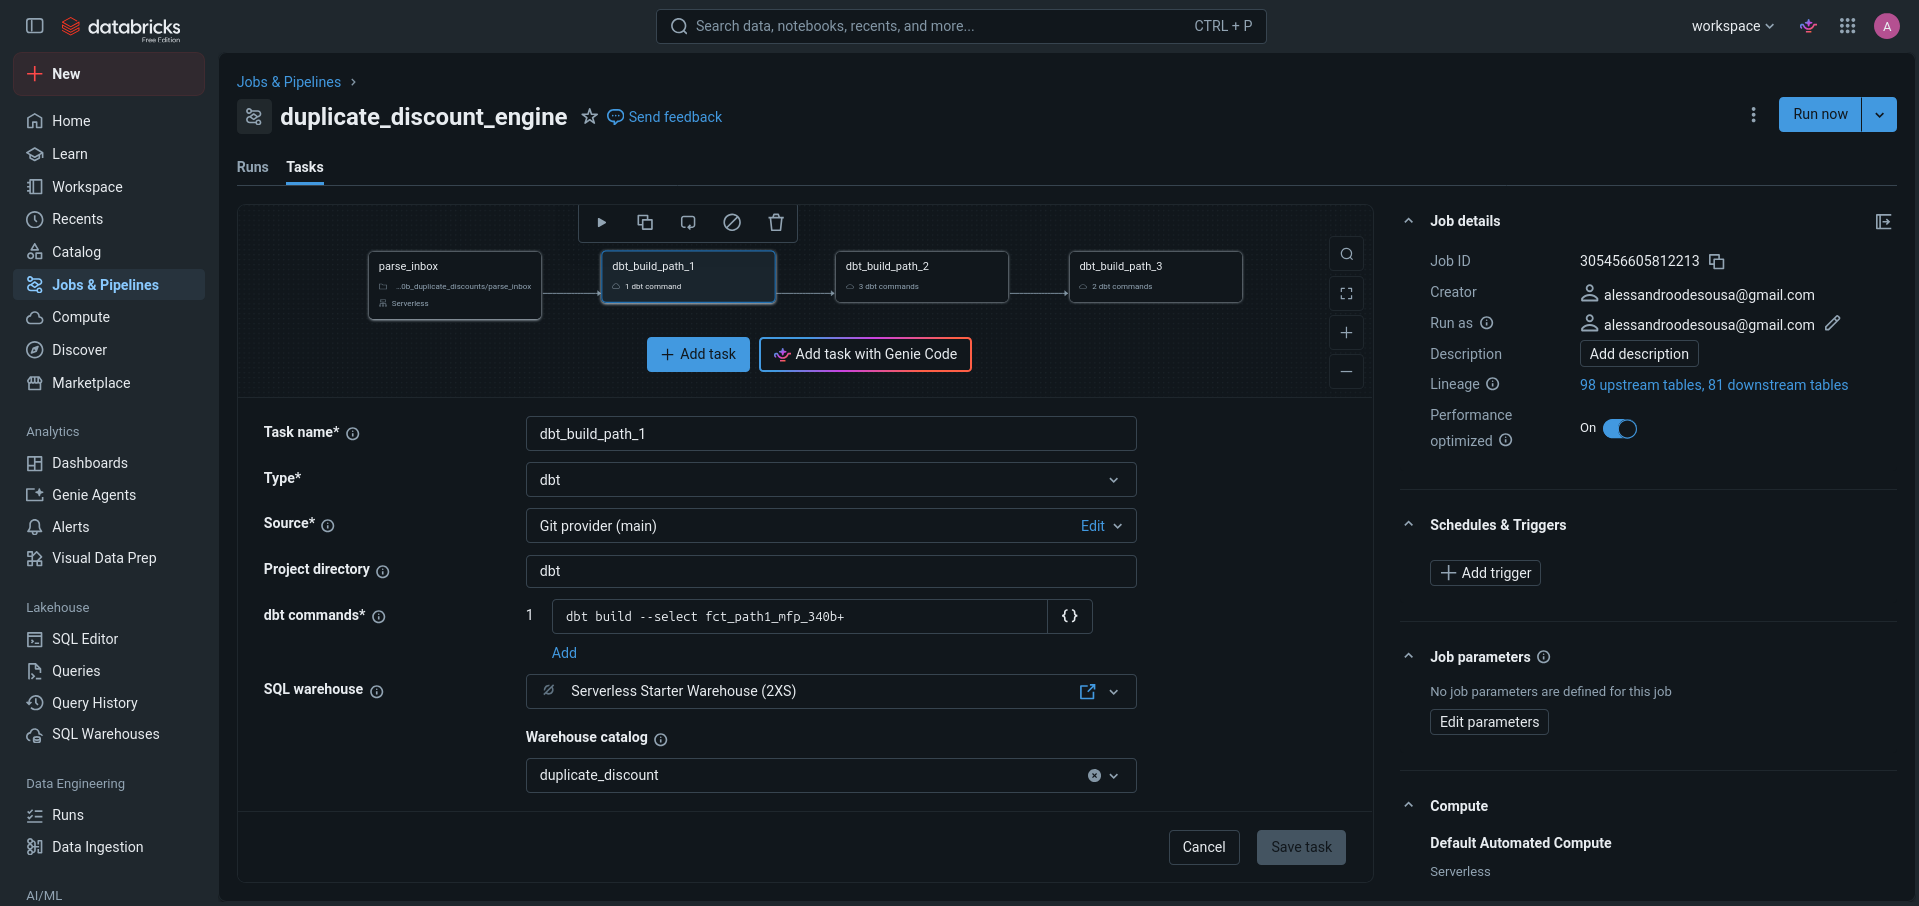 databricks
Free Edition
Search data, notebooks, recents, and more...
CTRL + P
workspace
A
New
Home
Learn
Workspace
Recents
Catalog
Jobs & Pipelines
Compute
Discover
Marketplace
Analytics
Dashboards
Genie Agents
Alerts
Visual Data Prep
Lakehouse
SQL Editor
Queries
Query History
SQL Warehouses
Data Engineering
Runs
Data Ingestion
AI/ML
Jobs & Pipelines
duplicate_discount_engine
Send feedback
Run now
Runs
Tasks
parse_inbox
...0b_duplicate_discounts/parse_inbox
Serverless
dbt_build_path_1
1 dbt command
dbt_build_path_2
3 dbt commands
dbt_build_path_3
2 dbt commands
Add task
Add task with Genie Code
Task name*
dbt_build_path_1
Type*
dbt
Source*
Git provider (main)
Edit
Project directory
dbt
dbt commands*
1
dbt build --select fct_path1_mfp_340b+
{}
Add
SQL warehouse
Serverless Starter Warehouse (2XS)
Warehouse catalog
duplicate_discount
Cancel
Save task
Job details
Job ID
305456605812213
Creator
alessandroodesousa@gmail.com
Run as
alessandroodesousa@gmail.com
Description
Add description
Lineage
98 upstream tables, 81 downstream tables
Performance
optimized
On
Schedules & Triggers
Add trigger
Job parameters
No job parameters are defined for this job
Edit parameters
Compute
Default Automated Compute
Serverless